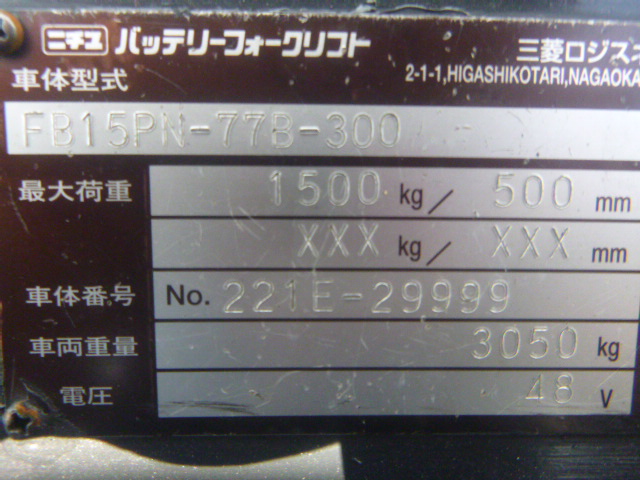 ニチユ バッテリーフォークリフト 三菱ロジスネ
車体型式 2-1-1,HIGASHIKOTARI,NAGAOKA
FB15PN-77B-300
最大荷重 1500 kg/ 500 mm
XXX kg/ XXX mm
車体番号 No. 221E-29999
車両重量 3050 kg
電圧 48 V